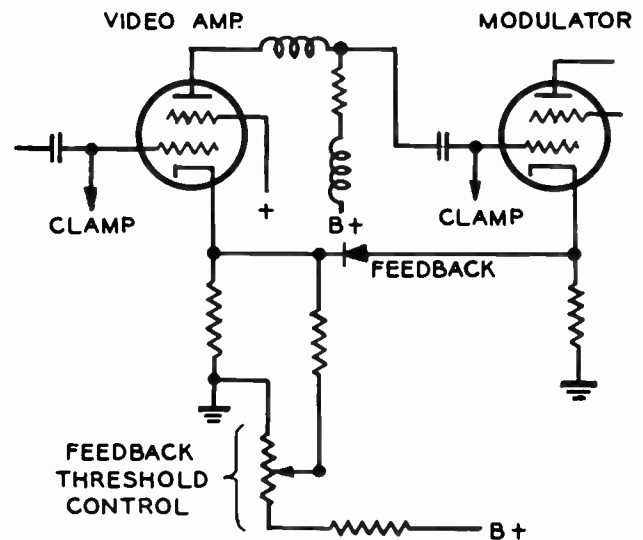 VIDEO AMP.
MODULATOR
CLAMP
+
B+
CLAMP
FEEDBACK
FEEDBACK
THRESHOLD
CONTROL
B+